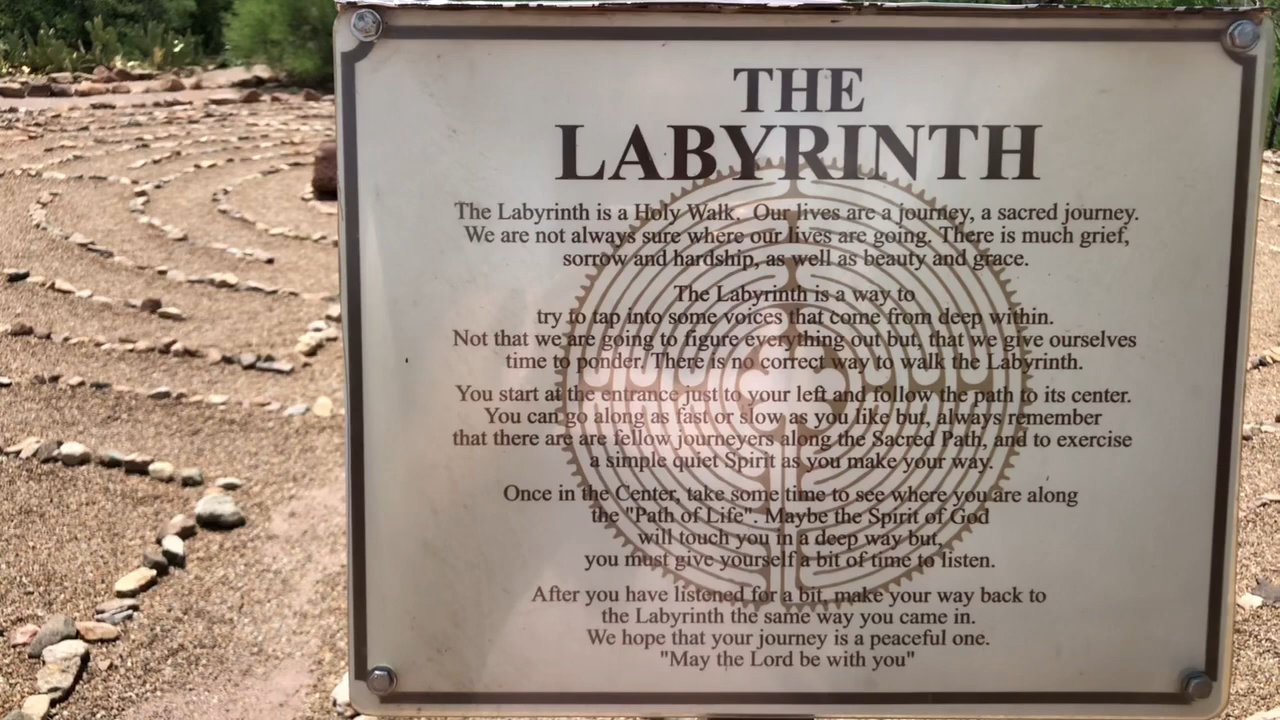 THE
LABYRINTH
The Labyrinth is a Holy Walk. Our lives are a journey, a sacred journey.
We are not always sure where our lives are going. There is much grief,
sorrow and hardship, as well as beauty and grace.
The Labyrinth is a way to
try to tap into some voices that come from deep within.
Not that we are going to figure everything out but, that we give ourselves
time to ponder. There is no correct way to walk the Labyrinth.
You start at the entrance just to your left and follow the path to its center.
You can go along as fast or slow as you like but, always remember
that there are are fellow journeyers along the Sacred Path, and to exercise
a simple quiet Spirit as you make your way.
Once in the Center, take some time to see where you are along
the "Path of Life". Maybe the Spirit of God
will touch you in a deep way but,
you must give yourself a bit of time to listen.
After you have listened for a bit, make your way back to
the Labyrinth the same way you came in.
We hope that your journey is a peaceful one.
"May the Lord be with you"